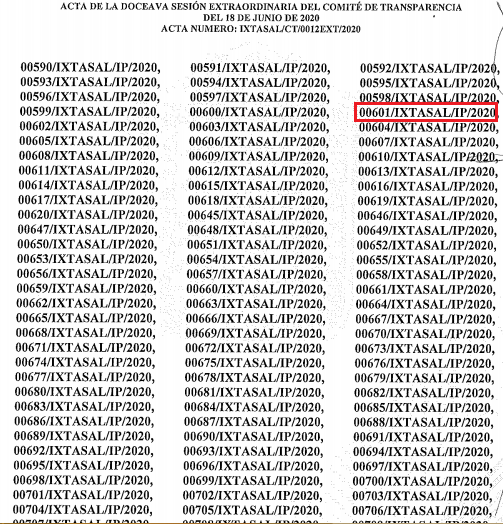 ACTA DE LA DOCEAVA SESIÓN EXTRAORDINARIA DEL COMITÉ DE TRANSPARENCIA
DEL 18 DE JUNIO DE 2020
ACTA NUMERO: IXTASAL/CT/0012EXT/2020
00590/IXTASAL/IP/2020, 00591/IXTASAL/IP/2020, 00592/IXTASAL/IP/2020,
00593/IXTASAL/IP/2020, 00594/IXTASAL/IP/2020, 00595/IXTASAL/IP/2020,
00596/IXTASAL/IP/2020, 00597/IXTASAL/IP/2020, 00598/IXTASAL/IP/2020,
00599/IXTASAL/IP/2020, 00600/IXTASAL/IP/2020, 00601/IXTASAL/IP/2020,
00602/IXTASAL/IP/2020, 00603/IXTASAL/IP/2020, 00604/IXTASAL/IP/2020,
00605/IXTASAL/IP/2020, 00606/IXTASAL/IP/2020, 00607/IXTASAL/IP/2020,
00608/IXTASAL/IP/2020, 00609/IXTASAL/IP/2020, 00610/IXTASAL/IP/2020,
00611/IXTASAL/IP/2020, 00612/IXTASAL/IP/2020, 00613/IXTASAL/IP/2020,
00614/IXTASAL/IP/2020, 00615/IXTASAL/IP/2020, 00616/IXTASAL/IP/2020,
00617/IXTASAL/IP/2020, 00618/IXTASAL/IP/2020, 00619/IXTASAL/IP/2020,
00620/IXTASAL/IP/2020, 00645/IXTASAL/IP/2020, 00646/IXTASAL/IP/2020,
00647/IXTASAL/IP/2020, 00648/IXTASAL/IP/2020, 00649/IXTASAL/IP/2020,
00650/IXTASAL/IP/2020, 00651/IXTASAL/IP/2020, 00652/IXTASAL/IP/2020,
00653/IXTASAL/IP/2020, 00654/IXTASAL/IP/2020, 00655/IXTASAL/IP/2020,
00656/IXTASAL/IP/2020, 00657/IXTASAL/IP/2020, 00658/IXTASAL/IP/2020,
00659/IXTASAL/IP/2020, 00660/IXTASAL/IP/2020, 00661/IXTASAL/IP/2020,
00662/IXTASAL/IP/2020, 00663/IXTASAL/IP/2020, 00664/IXTASAL/IP/2020,
00665/IXTASAL/IP/2020, 00666/IXTASAL/IP/2020, 00667/IXTASAL/IP/2020,
00668/IXTASAL/IP/2020, 00669/IXTASAL/IP/2020, 00670/IXTASAL/IP/2020,
00671/IXTASAL/IP/2020, 00672/IXTASAL/IP/2020, 00673/IXTASAL/IP/2020,
00674/IXTASAL/IP/2020, 00675/IXTASAL/IP/2020, 00676/IXTASAL/IP/2020,
00677/IXTASAL/IP/2020, 00678/IXTASAL/IP/2020, 00679/IXTASAL/IP/2020,
00680/IXTASAL/IP/2020, 00681/IXTASAL/IP/2020, 00682/IXTASAL/IP/2020,
00683/IXTASAL/IP/2020, 00684/IXTASAL/IP/2020, 00685/IXTASAL/IP/2020,
00686/IXTASAL/IP/2020, 00687/IXTASAL/IP/2020, 00688/IXTASAL/IP/2020,
00689/IXTASAL/IP/2020, 00690/IXTASAL/IP/2020, 00691/IXTASAL/IP/2020,
00692/IXTASAL/IP/2020, 00693/IXTASAL/IP/2020, 00694/IXTASAL/IP/2020,
00695/IXTASAL/IP/2020, 00696/IXTASAL/IP/2020, 00697/IXTASAL/IP/2020,
00698/IXTASAL/IP/2020, 00699/IXTASAL/IP/2020, 00700/IXTASAL/IP/2020,
00701/IXTASAL/IP/2020, 00702/IXTASAL/IP/2020, 00703/IXTASAL/IP/2020,
00704/IXTASAL/IP/2020, 00705/IXTASAL/IP/2020, 00706/IXTASAL/IP/2020,